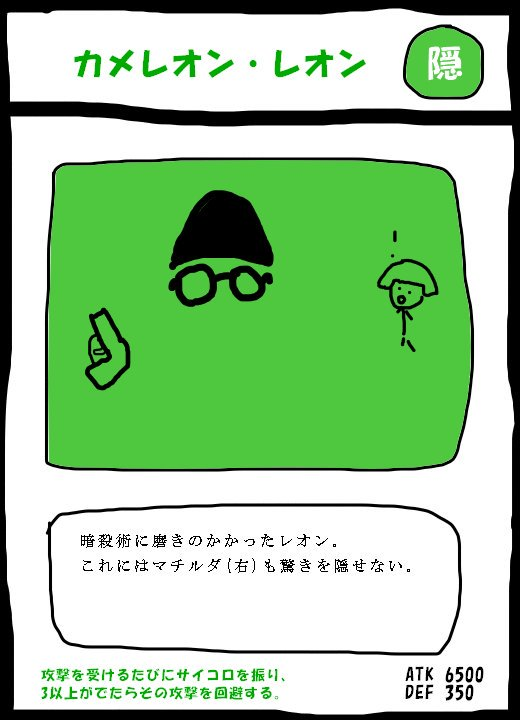 カメレオン・レオン
隠
暗殺術に磨きのかかったレオン。
これにはマチルダ(右)も驚きを隠せない。
攻撃を受けるたびにサイコロを振り、
3以上がでたらその攻撃を回避する。
ATK 6500
DEF 350